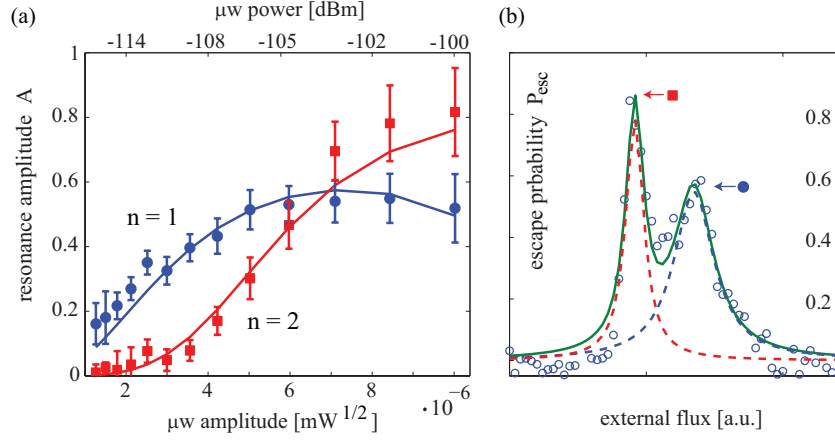 (a)
μw power [dBm]
-114 -108 -105 -102 -100
1
0.8
0.6
0.4
0.2
0
resonance amplitude A
n = 1
n = 2
2 4 6 8 10
−6
· 10
μw amplitude [mW 1/2]
(b)
escape prbability Pesc
0.8
0.6
0.4
0.2
external flux [a.u.]